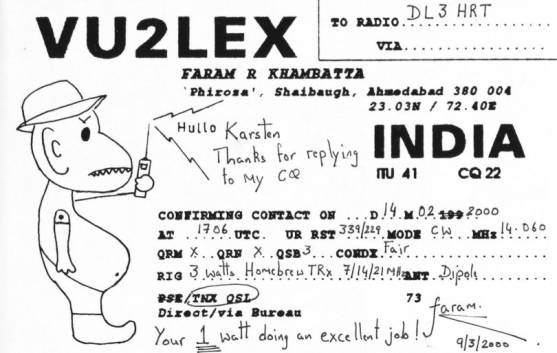 VU2LEX
TO RADIO DL3 HRT
VIA
FARAM R KHAMBATTA
'Phirosa', Shaibaugh, Ahmedabad 380 004
23.03N / 72.40E
Hullo Karsten
Thanks for replying
to My CQ
INDIA
ITU 41 CQ 22
CONFIRMING CONTACT ON ...D.14.M.02.199 2000
AT ..1706.UTC. UR RST 339/229 MODE CW MHz 14.060
QRM X..QRN X..QSB 3...CONDX Fair
RIG 3 watts Homebrew TRx 7/14/21 MHz ANT Dipole
PSE/TNX QSL 73
Direct/via Bureau faram.
Your 1 watt doing an excellent job! 9/3/2000